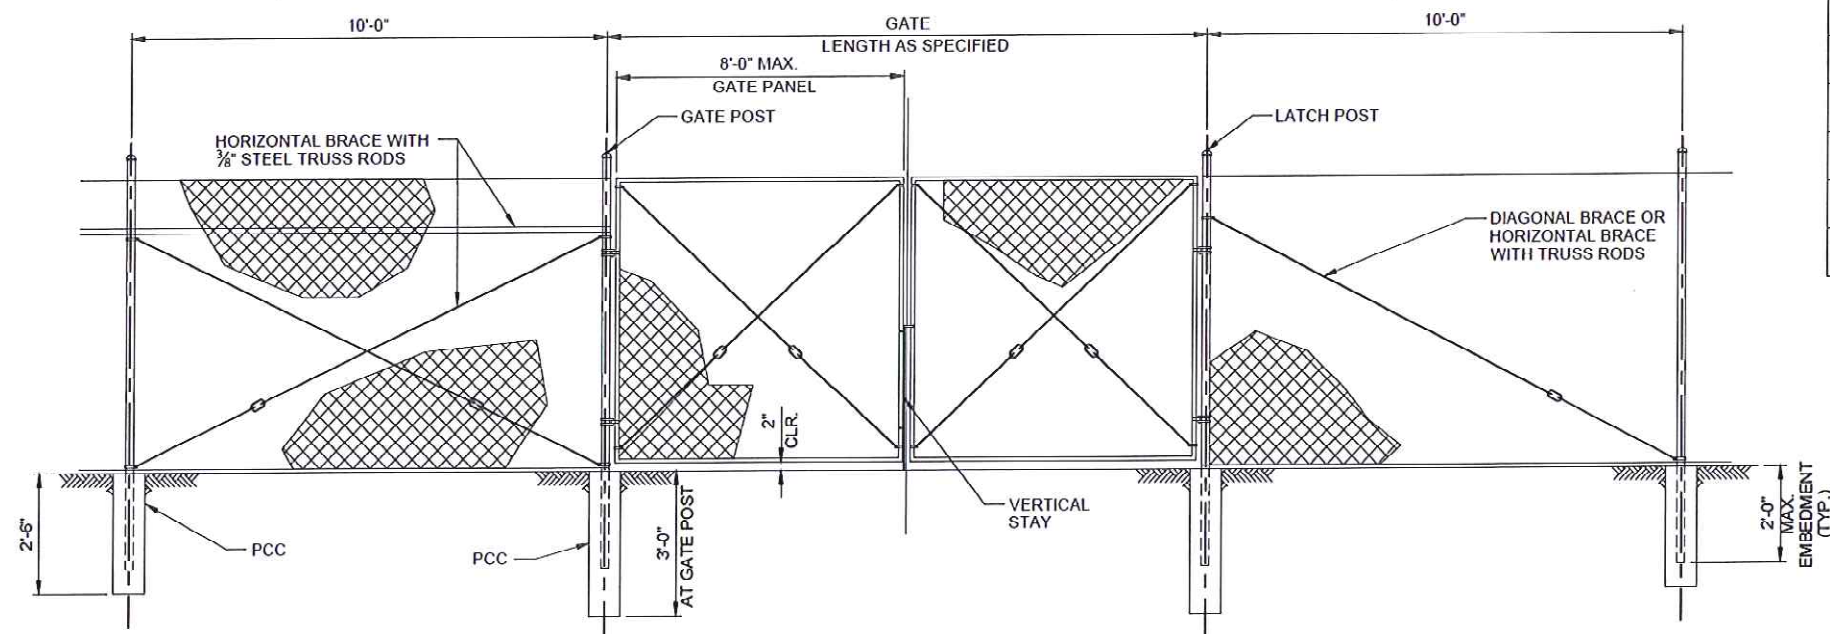 10'-0"
GATE
LENGTH AS SPECIFIED
10'-0"
8'-0" MAX.
GATE PANEL
GATE POST
LATCH POST
HORIZONTAL BRACE WITH
⅜" STEEL TRUSS RODS
DIAGONAL BRACE OR
HORIZONTAL BRACE
WITH TRUSS RODS
2"
CLR.
VERTICAL
STAY
2'-6"
PCC
PCC
3'-0"
AT GATE POST
2'-0"
MAX.
EMBEDMENT
(TYP.)